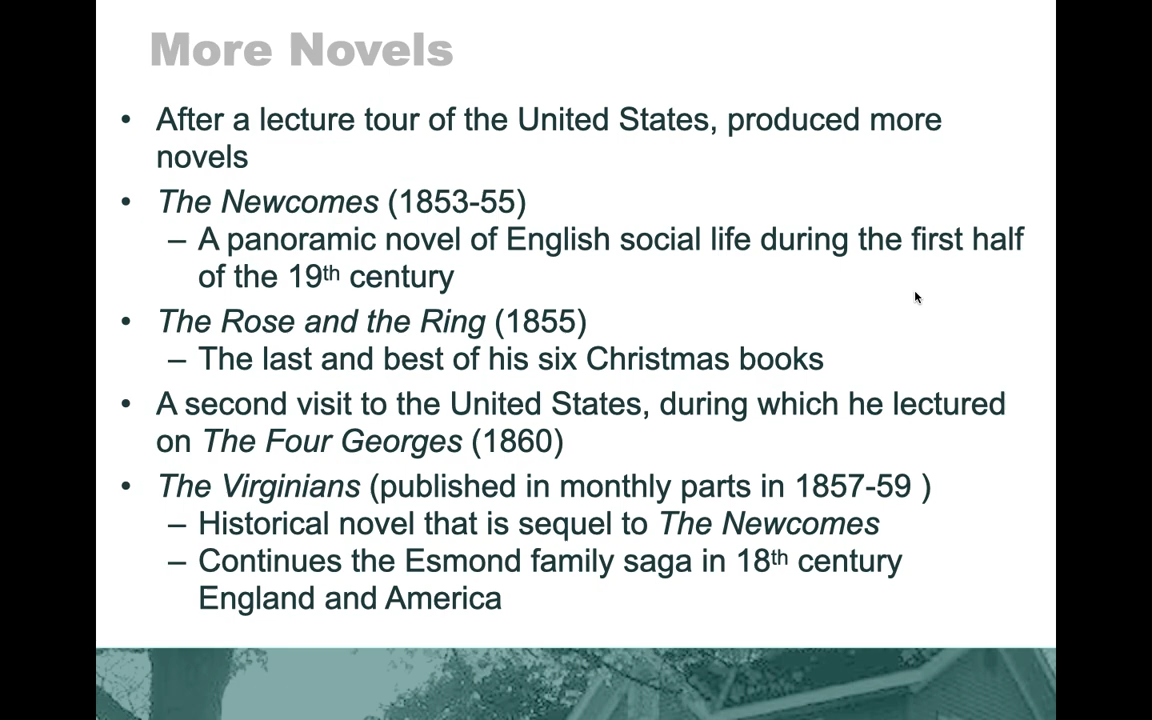 More Novels
• After a lecture tour of the United States, produced more
novels
• The Newcomes (1853-55)
– A panoramic novel of English social life during the first half
of the 19th century
• The Rose and the Ring (1855)
– The last and best of his six Christmas books
• A second visit to the United States, during which he lectured
on The Four Georges (1860)
• The Virginians (published in monthly parts in 1857-59 )
– Historical novel that is sequel to The Newcomes
– Continues the Esmond family saga in 18th century
England and America